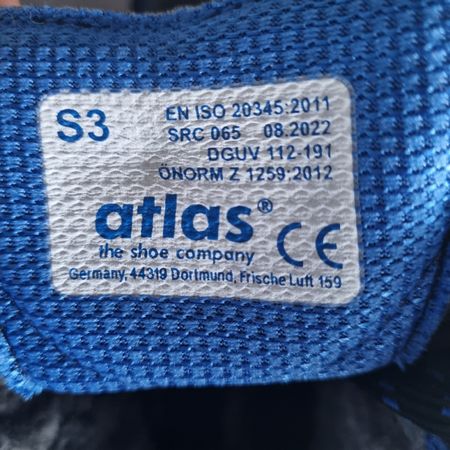 S3
EN ISO 20345:2011
SRC 065 08.2022
DGUV 112-191
ÖNORM Z 1259:2012
atlas®
the shoe company
CE
Germany, 44319 Dortmund, Frische Luft 159